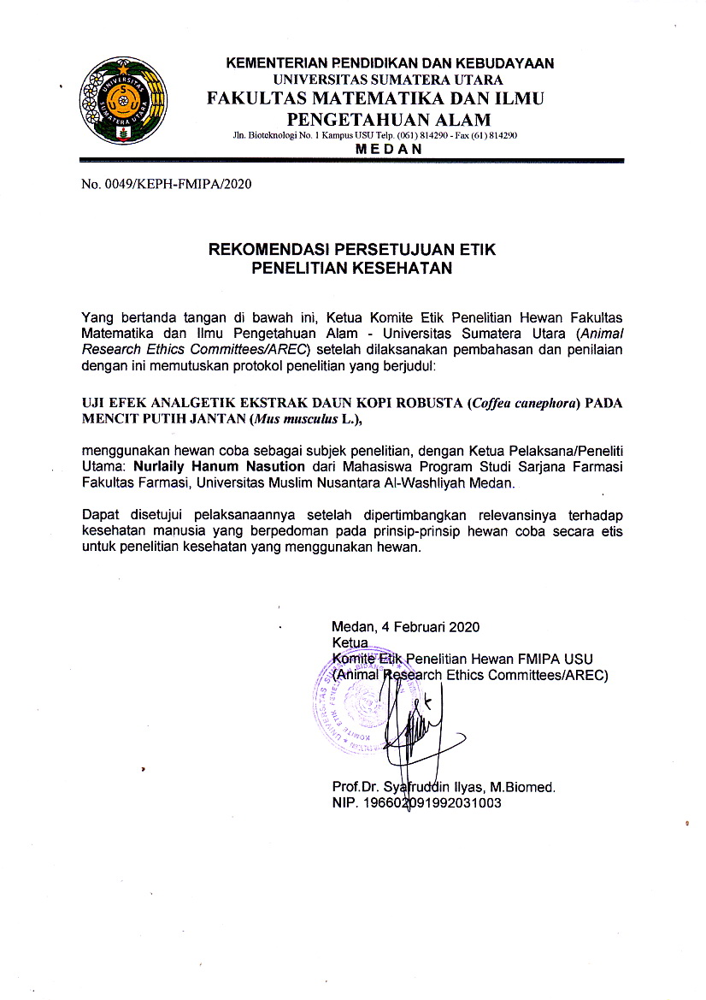 KEMENTERIAN PENDIDIKAN DAN KEBUDAYAAN
UNIVERSITAS SUMATERA UTARA
FAKULTAS MATEMATIKA DAN ILMU
PENGETAHUAN ALAM
Jln. Bioteknologi No. 1 Kampus USU Telp. (061) 814290 - Fax (61) 814290
M E D A N
UNIVERSITAS
SUMATERA UTARA
No. 0049/KEPH-FMIPA/2020
REKOMENDASI PERSETUJUAN ETIK
PENELITIAN KESEHATAN
Yang bertanda tangan di bawah ini, Ketua Komite Etik Penelitian Hewan Fakultas
Matematika dan Ilmu Pengetahuan Alam - Universitas Sumatera Utara (Animal
Research Ethics Committees/AREC) setelah dilaksanakan pembahasan dan penilaian
dengan ini memutuskan protokol penelitian yang berjudul:
UJI EFEK ANALGETIK EKSTRAK DAUN KOPI ROBUSTA (Coffea canephora) PADA
MENCIT PUTIH JANTAN (Mus musculus L.),
menggunakan hewan coba sebagai subjek penelitian, dengan Ketua Pelaksana/Peneliti
Utama: Nurlaily Hanum Nasution dari Mahasiswa Program Studi Sarjana Farmasi
Fakultas Farmasi, Universitas Muslim Nusantara Al-Washliyah Medan.
Dapat disetujui pelaksanaannya setelah dipertimbangkan relevansinya terhadap
kesehatan manusia yang berpedoman pada prinsip-prinsip hewan coba secara etis
untuk penelitian kesehatan yang menggunakan hewan.
Medan, 4 Februari 2020
Ketua
Komite Etik Penelitian Hewan FMIPA USU
(Animal Research Ethics Committees/AREC)
Prof.Dr. Syafruddin Ilyas, M.Biomed.
NIP. 196602091992031003